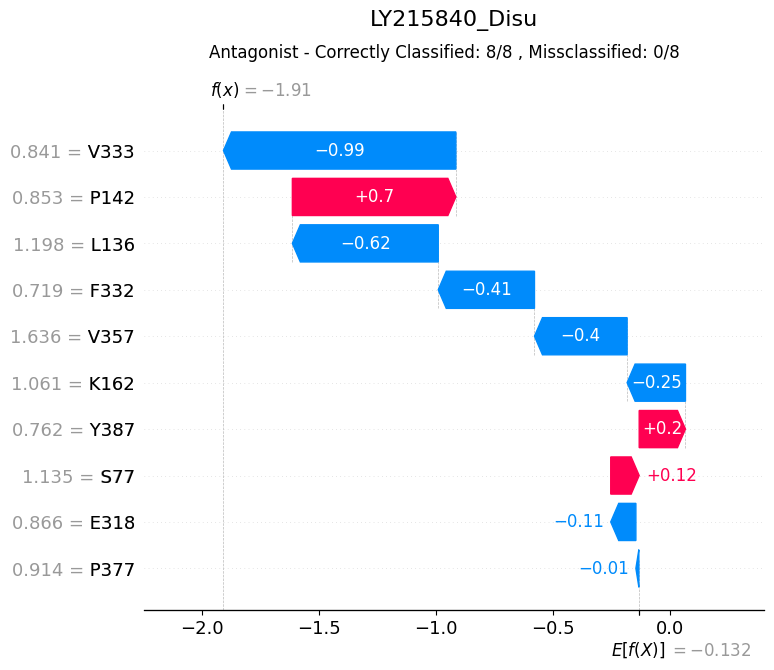 LY215840_Disu
Antagonist - Correctly Classified: 8/8 , Missclassified: 0/8
f(x) = −1.91
0.841 = V333 −0.99
0.853 = P142 +0.7
1.198 = L136 −0.62
0.719 = F332 −0.41
1.636 = V357 −0.4
1.061 = K162 −0.25
0.762 = Y387 +0.2
1.135 = S77 +0.12
0.866 = E318 −0.11
0.914 = P377 −0.01
−2.0 −1.5 −1.0 −0.5 0.0
E[f(X)] = −0.132